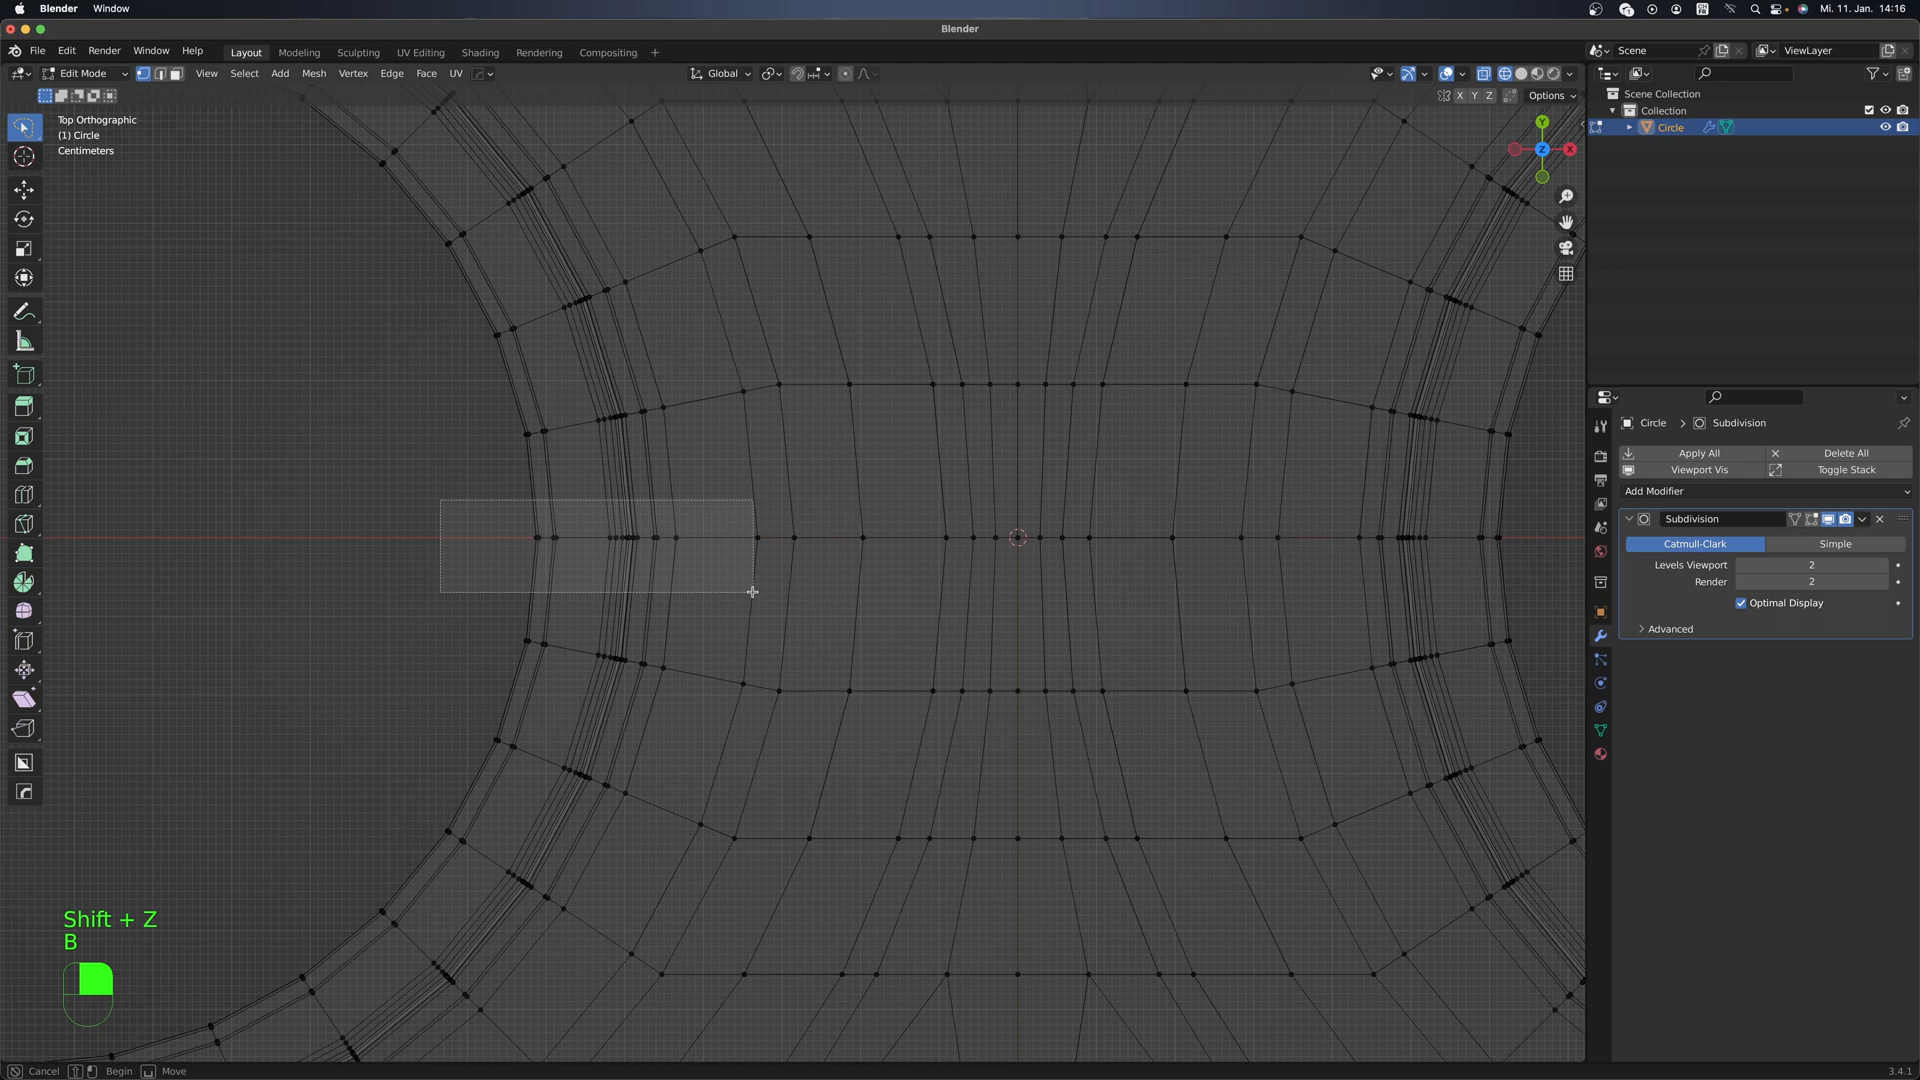 Blender Window
Mi. 11. Jan. 14:16
Blender
File Edit Render Window Help
Layout Modeling Sculpting UV Editing Shading Rendering Compositing +
Scene
ViewLayer
Edit Mode
View Select Add Mesh Vertex Edge Face UV
Global
X Y Z
Options
Top Orthographic
(1) Circle
Centimeters
Y
Z
X
Scene Collection
Collection
Circle
Circle > Subdivision
Apply All
Delete All
Viewport Vis
Toggle Stack
Add Modifier
Subdivision
Catmull-Clark
Simple
Levels Viewport 2
Render 2
Optimal Display
Advanced
Shift + Z
B
Cancel
Begin
Move
3.4.1